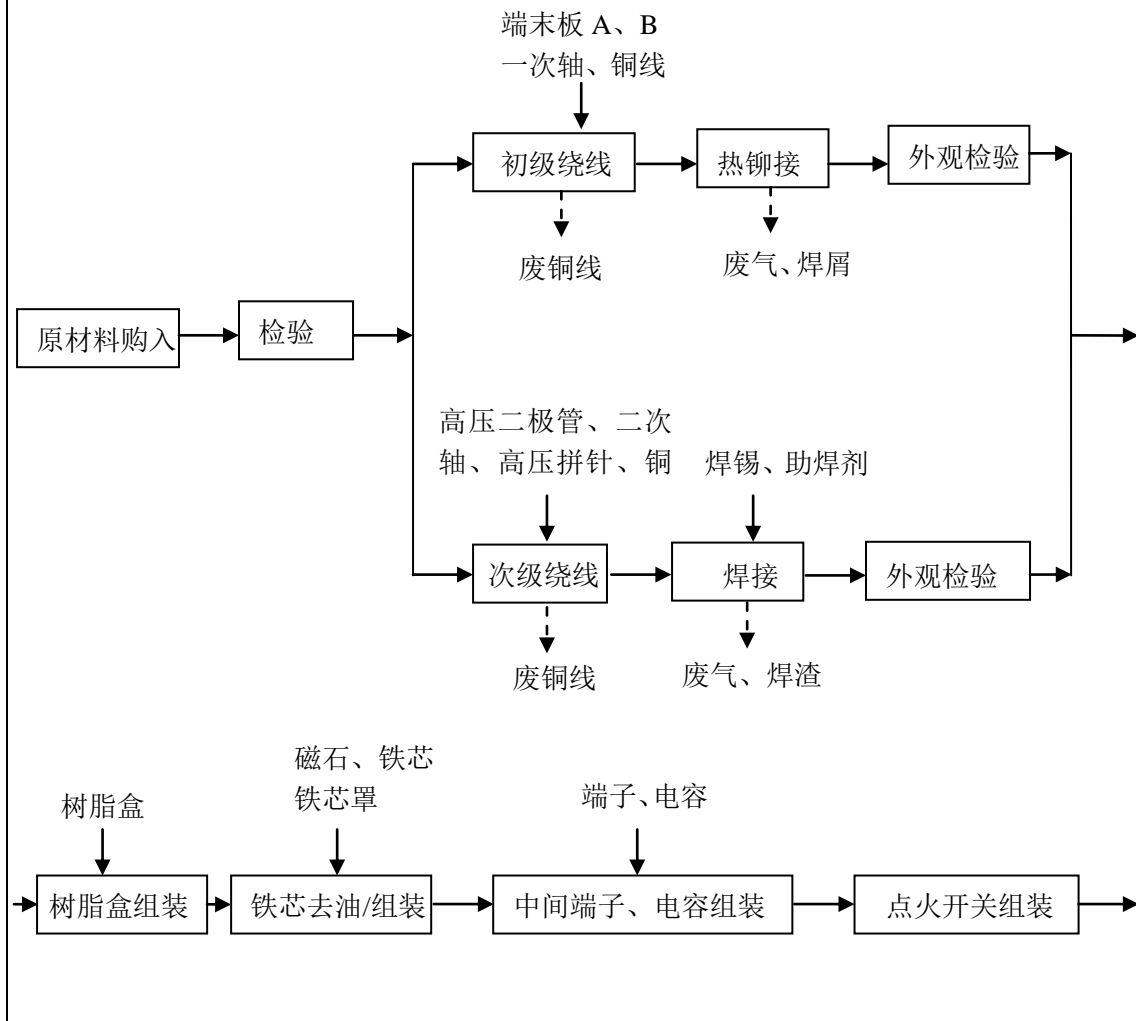 端末板 A、B
一次轴、铜线
初级绕线
热铆接
外观检验
废铜线
废气、焊屑
原材料购入
检验
高压二极管、二次
轴、高压拼针、铜
焊锡、助焊剂
次级绕线
焊接
外观检验
废铜线
废气、焊渣
树脂盒
磁石、铁芯
铁芯罩
端子、电容
树脂盒组装
铁芯去油/组装
中间端子、电容组装
点火开关组装